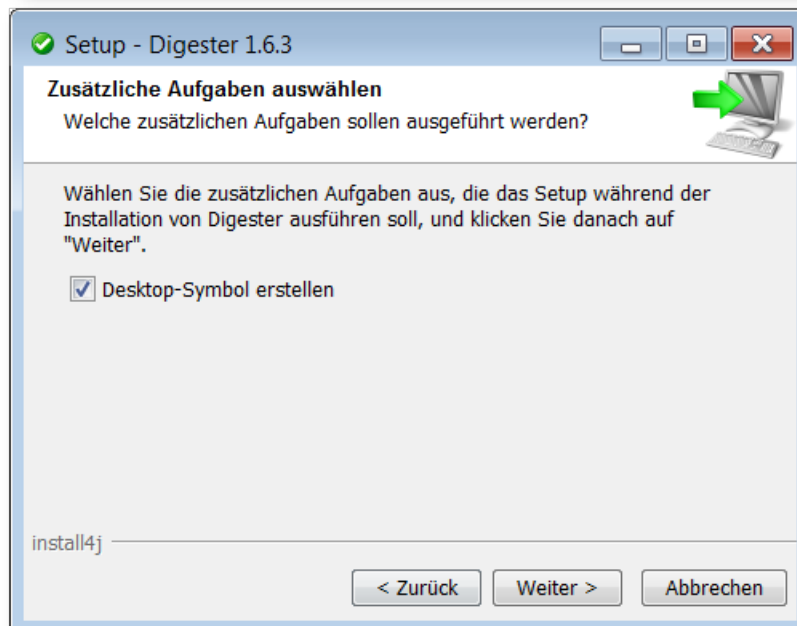 Setup - Digester 1.6.3
Zusätzliche Aufgaben auswählen
Welche zusätzlichen Aufgaben sollen ausgeführt werden?
Wählen Sie die zusätzlichen Aufgaben aus, die das Setup während der
Installation von Digester ausführen soll, und klicken Sie danach auf
"Weiter".
Desktop-Symbol erstellen
install4j
< Zurück Weiter > Abbrechen